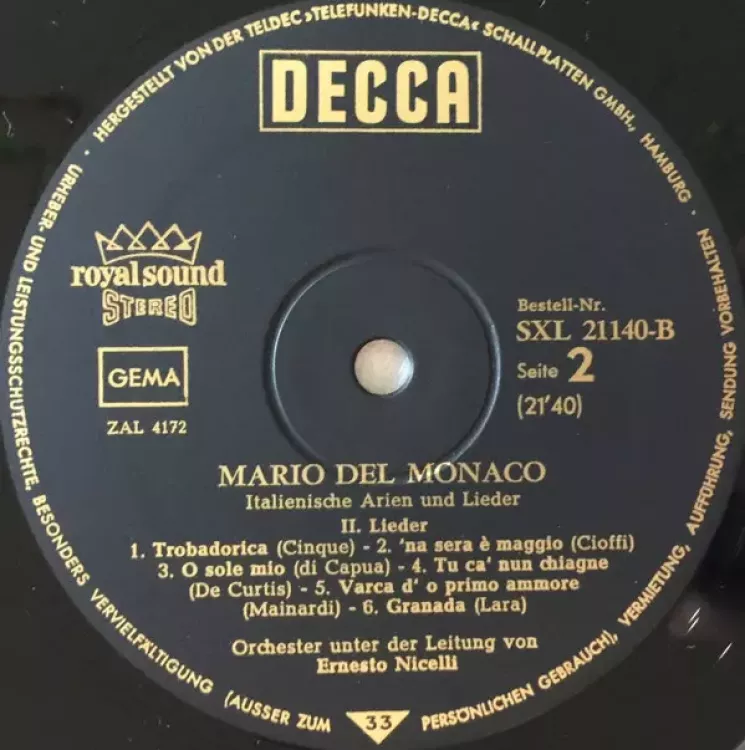 HERGESTELLT VON DER TELDEC »TELEFUNKEN-DECCA« SCHALLPLATTEN GMBH., HAMBURG ·
URHEBER- UND LEISTUNGSSCHUTZRECHTE, BESONDERS VERVIELFÄLTIGUNG (AUSSER ZUM PERSÖNLICHEN GEBRAUCH), VERMIETUNG, AUFFÜHRUNG, SENDUNG VORBEHALTEN ·
DECCA
royal sound
STEREO
GEMA
ZAL 4172
Bestell-Nr.
SXL 21140-B
Seite 2
(21'40)
MARIO DEL MONACO
Italienische Arien und Lieder
II. Lieder
1. Trobadorica (Cinque) - 2. 'na sera è maggio (Cioffi)
3. O sole mio (di Capua) - 4. Tu ca' nun chiagne
(De Curtis) - 5. Varca d' o primo ammore
(Mainardi) - 6. Granada (Lara)
Orchester unter der Leitung von
Ernesto Nicelli
33